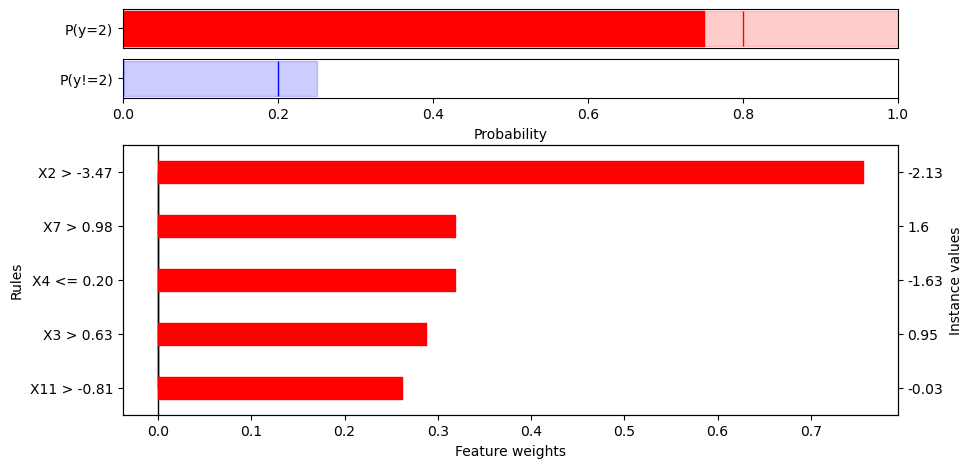 P(y=2)
P(y!=2)
0.0 0.2 0.4 0.6 0.8 1.0
Probability
X2 > -3.47 -2.13
X7 > 0.98 1.6
X4 <= 0.20 -1.63
X3 > 0.63 0.95
X11 > -0.81 -0.03
Rules
Instance values
0.0 0.1 0.2 0.3 0.4 0.5 0.6 0.7
Feature weights